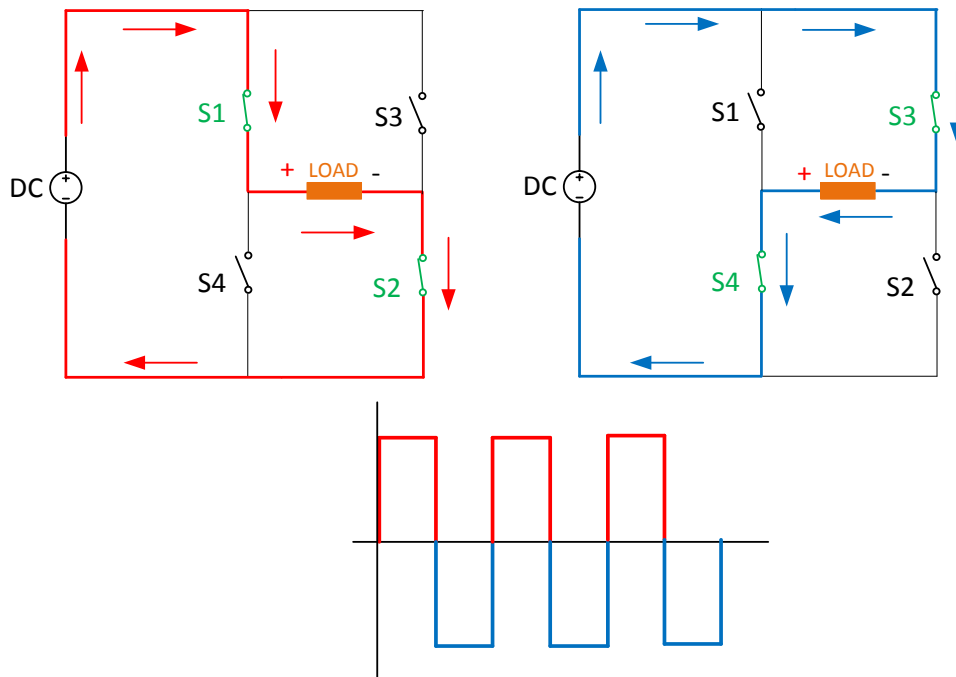 S1
S3
DC
+
-
+ LOAD -
S4
S2
S1
S3
DC
+
-
+ LOAD -
S4
S2